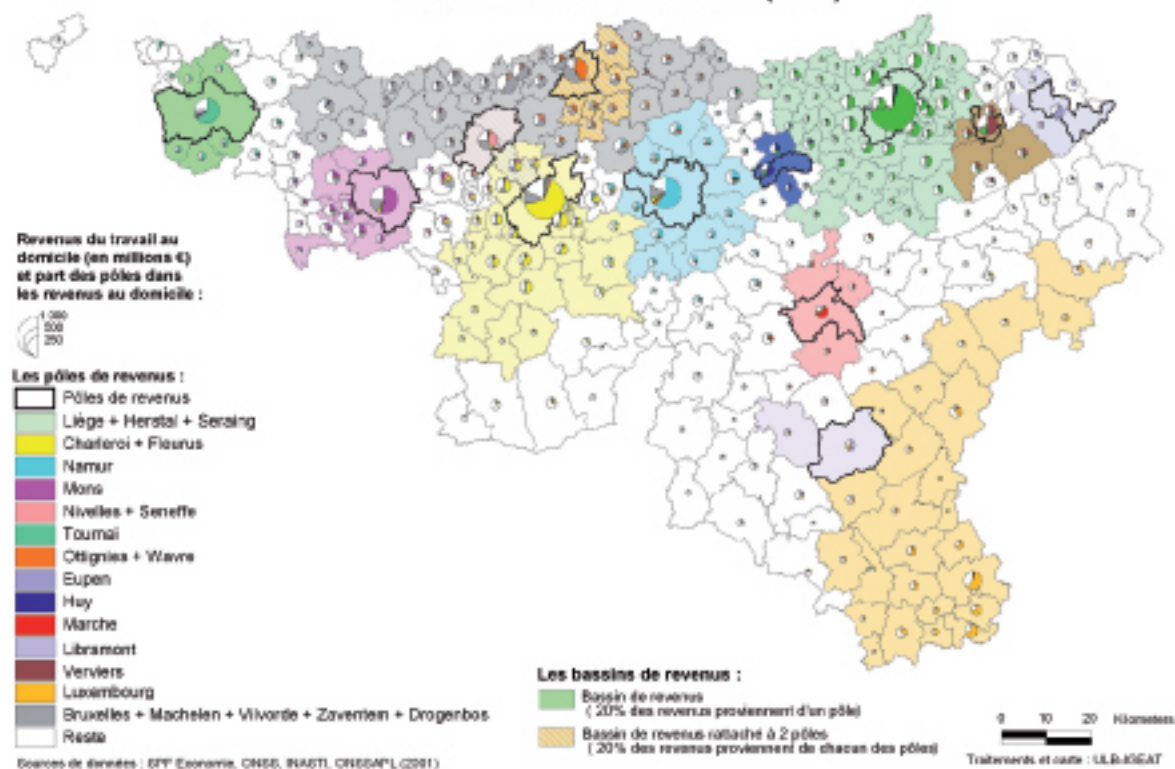 Revenus du travail au
domicile (en millions €)
et part des pôles dans
les revenus au domicile :
1 300
500
250
Les pôles de revenus :
Pôles de revenus
Liège + Herstal + Seraing
Charleroi + Fleurus
Namur
Mons
Nivelles + Seneffe
Tournai
Ottignies + Wavre
Eupen
Huy
Marche
Libramont
Verviers
Luxembourg
Bruxelles + Machelen + Vilvorde + Zaventem + Drogenbos
Reste
Sources de données : SPF Economie, ONSS, INASTI, ONSSAPL (2001)
Les bassins de revenus :
Bassin de revenus
( 20% des revenus proviennent d'un pôle)
Bassin de revenus rattaché à 2 pôles
( 20% des revenus proviennent de chacun des pôles)
0 10 20 Kilometers
Traitements et carte : ULB-IGEAT